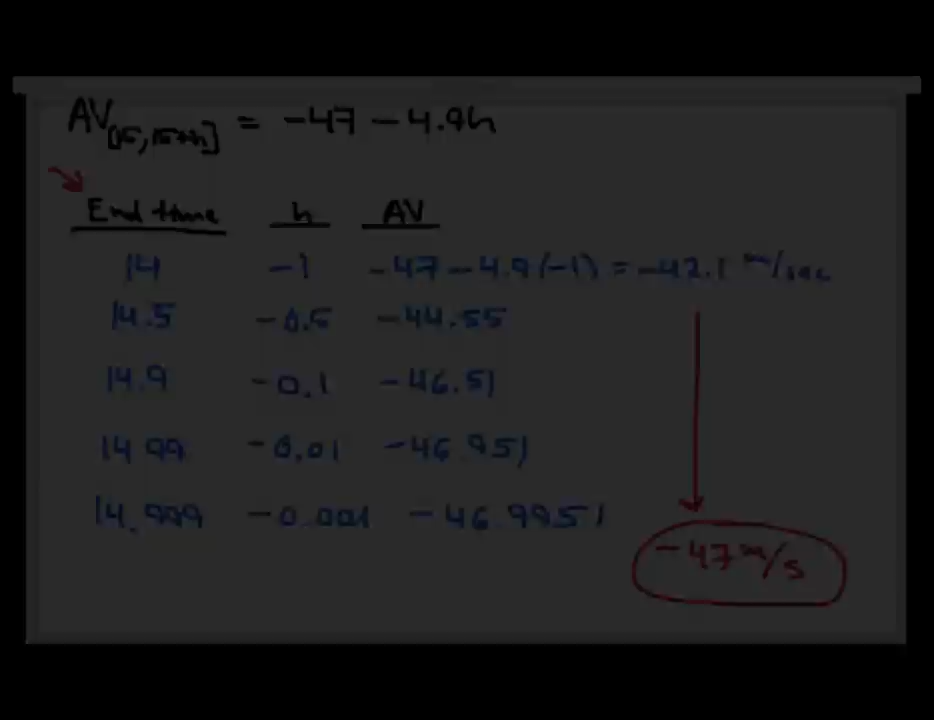 AV[15,15+h] = -47 - 4.9h
End time h AV
14 -1 -47 - 4.9(-1) = -42.1 m/sec
14.5 -0.5 -44.55
14.9 -0.1 -46.51
14.99 -0.01 -46.951
14.999 -0.001 -46.9951
-47 m/s